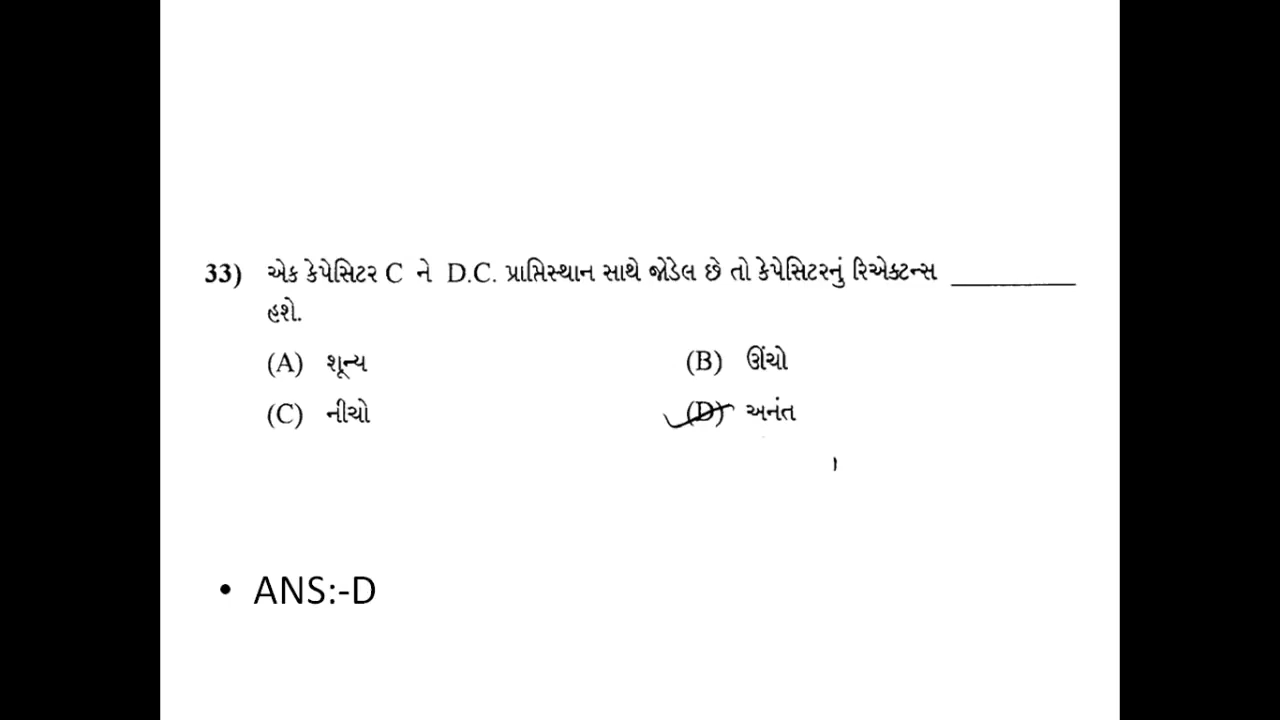 33) એક કેપેસિટર C ને D.C. પ્રાપ્તિસ્થાન સાથે જોડેલ છે તો કેપેસિટરનું રિએક્ટન્સ __________
હશે.
(A) શૂન્ય (B) ઊંચો
(C) નીચો (D) અનંત
• ANS:-D